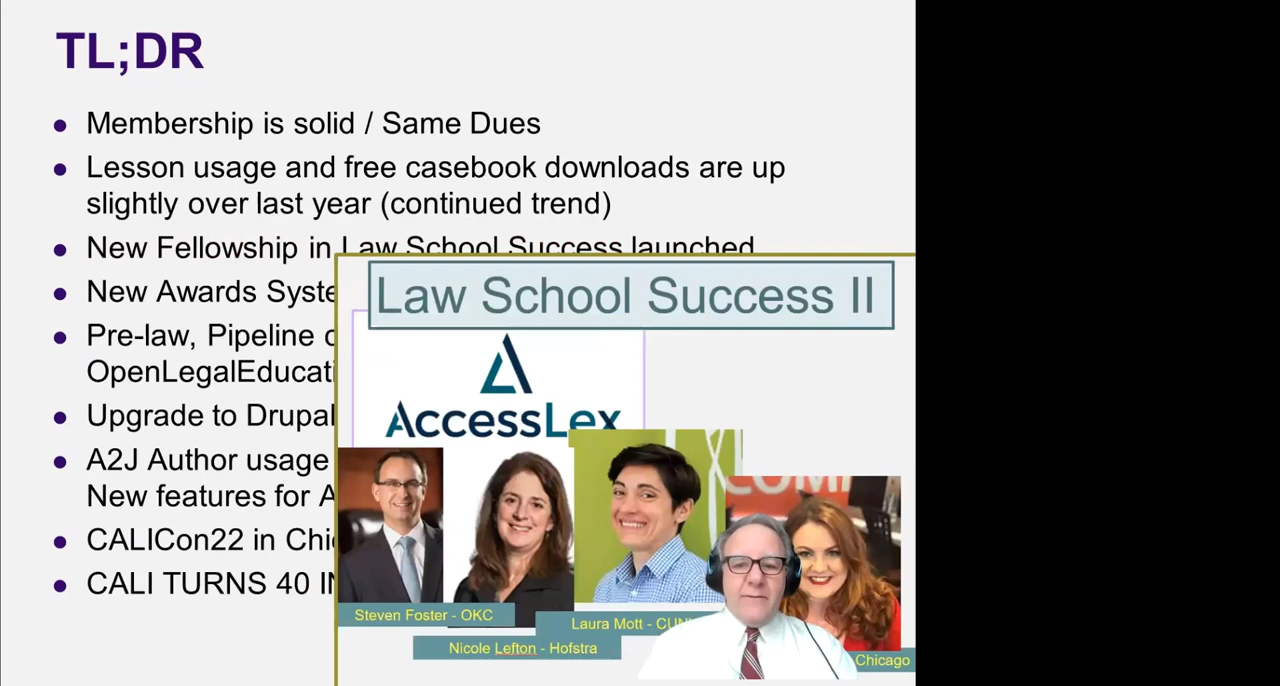 TL;DR
Membership is solid / Same Dues
Lesson usage and free casebook downloads are up
slightly over last year (continued trend)
New Fellowship in Law School Success launched
New Awards Syste
Pre-law, Pipeline
OpenLegalEducati
Upgrade to Drupal
A2J Author usage
New features for A
CALICon22 in Chi
CALI TURNS 40 I
Law School Success II
AccessLex
COM
Steven Foster - OKC
Laura Mott - CUN
Nicole Lefton - Hofstra
Chicago